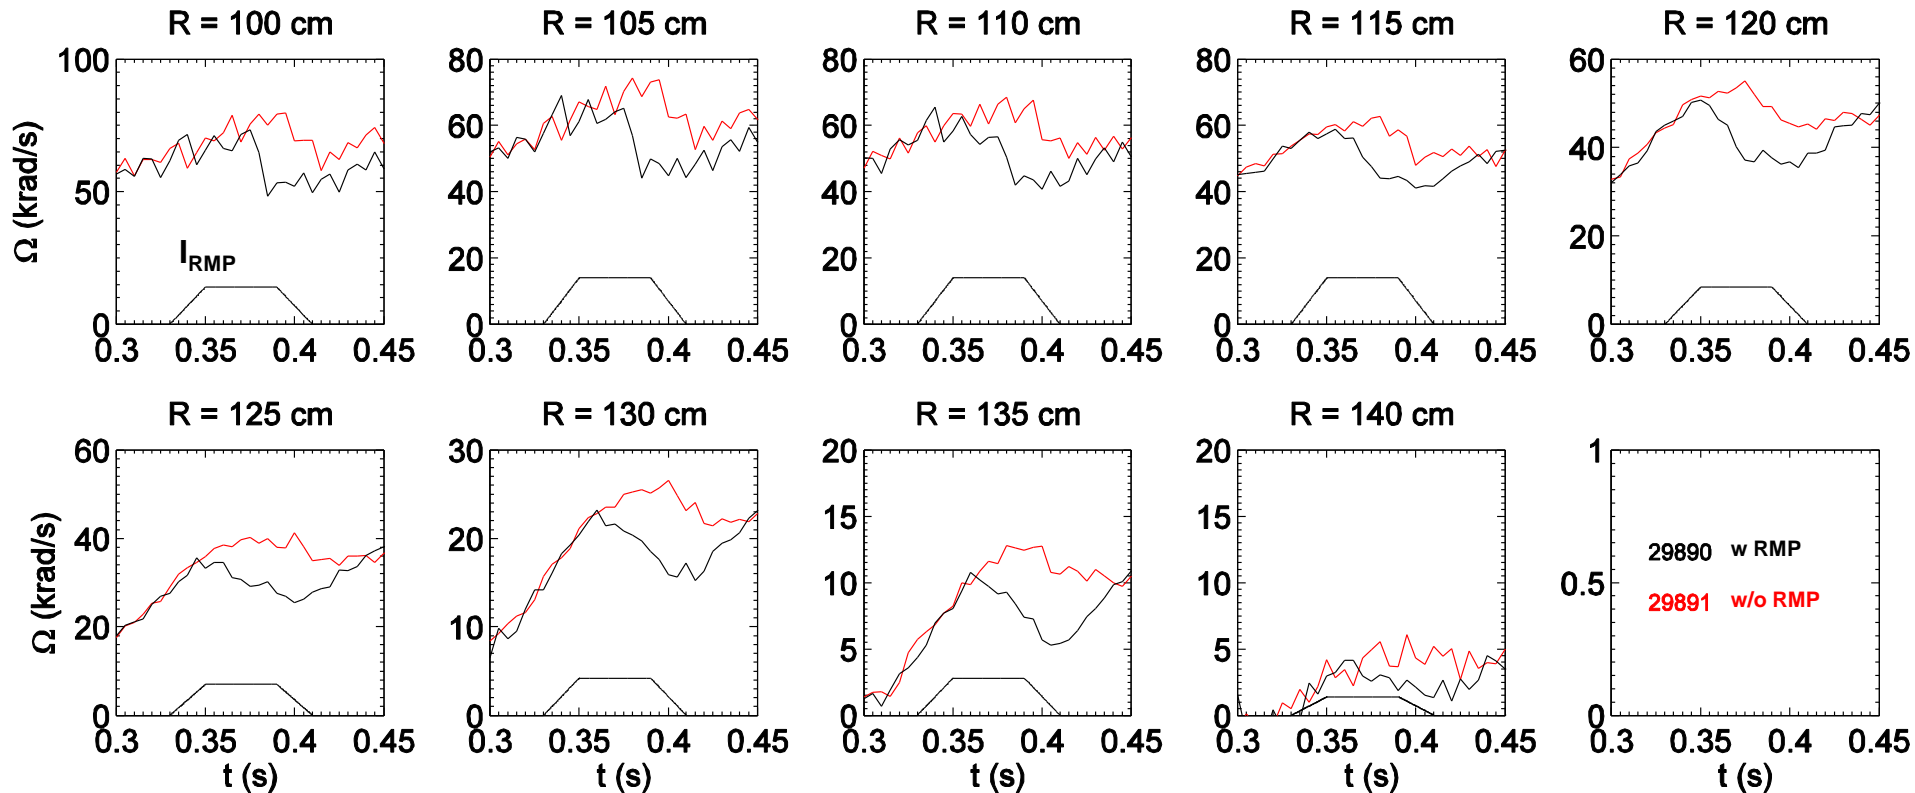 R = 100 cm
R = 105 cm
R = 110 cm
R = 115 cm
R = 120 cm
Ω (krad/s)
100
50
0
I_RMP
0.3 0.35 0.4 0.45
80
60
40
20
0
0.3 0.35 0.4 0.45
80
60
40
20
0
0.3 0.35 0.4 0.45
80
60
40
20
0
0.3 0.35 0.4 0.45
60
40
20
0
0.3 0.35 0.4 0.45
R = 125 cm
R = 130 cm
R = 135 cm
R = 140 cm
Ω (krad/s)
60
40
20
0
0.3 0.35 0.4 0.45
t (s)
30
20
10
0
0.3 0.35 0.4 0.45
t (s)
20
15
10
5
0
0.3 0.35 0.4 0.45
t (s)
20
15
10
5
0
0.3 0.35 0.4 0.45
t (s)
1
0.5
0
29890 w RMP
29891 w/o RMP
0.3 0.35 0.4 0.45
t (s)